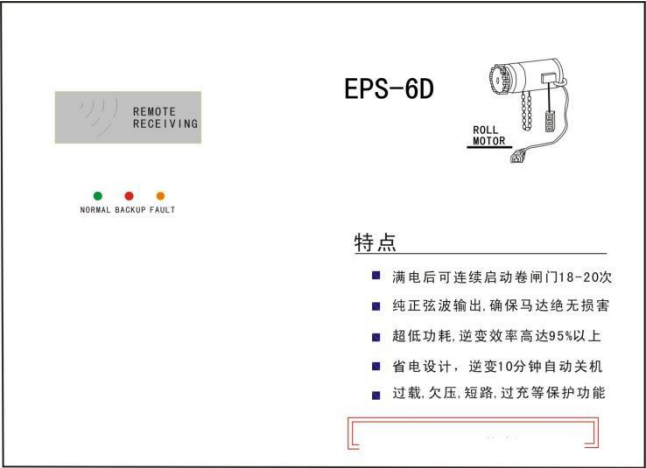 REMOTE
RECEIVING
NORMAL BACKUP FAULT
EPS-6D
ROLL
MOTOR
特点
满电后可连续启动卷闸门18-20次
纯正弦波输出,确保马达绝无损害
超低功耗,逆变效率高达95%以上
省电设计，逆变10分钟自动关机
过载,欠压,短路,过充等保护功能